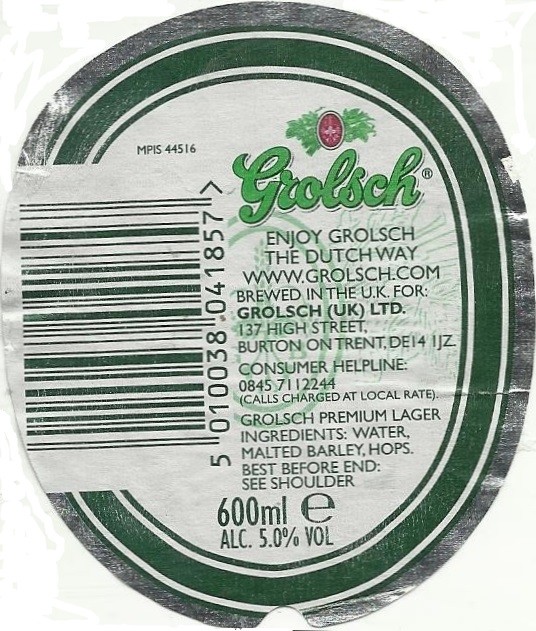 MPIS 44516
Grolsch®
ENJOY GROLSCH
THE DUTCH WAY
WWW.GROLSCH.COM
BREWED IN THE U.K. FOR:
GROLSCH (UK) LTD.
137 HIGH STREET,
BURTON ON TRENT, DE14 1JZ.
CONSUMER HELPLINE:
0845 7112244
(CALLS CHARGED AT LOCAL RATE).
GROLSCH PREMIUM LAGER
INGREDIENTS: WATER,
MALTED BARLEY, HOPS.
BEST BEFORE END:
SEE SHOULDER
600ml e
ALC. 5.0% VOL
5 010038 041857 >